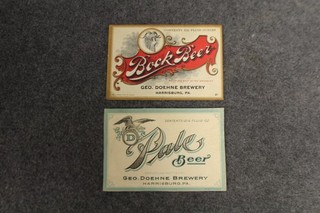 Bock Beer
GEO. DOEHNE BREWERY
HARRISBURG, PA.
D
Pale
Beer
GEO. DOEHNE BREWERY
HARRISBURG, PA.